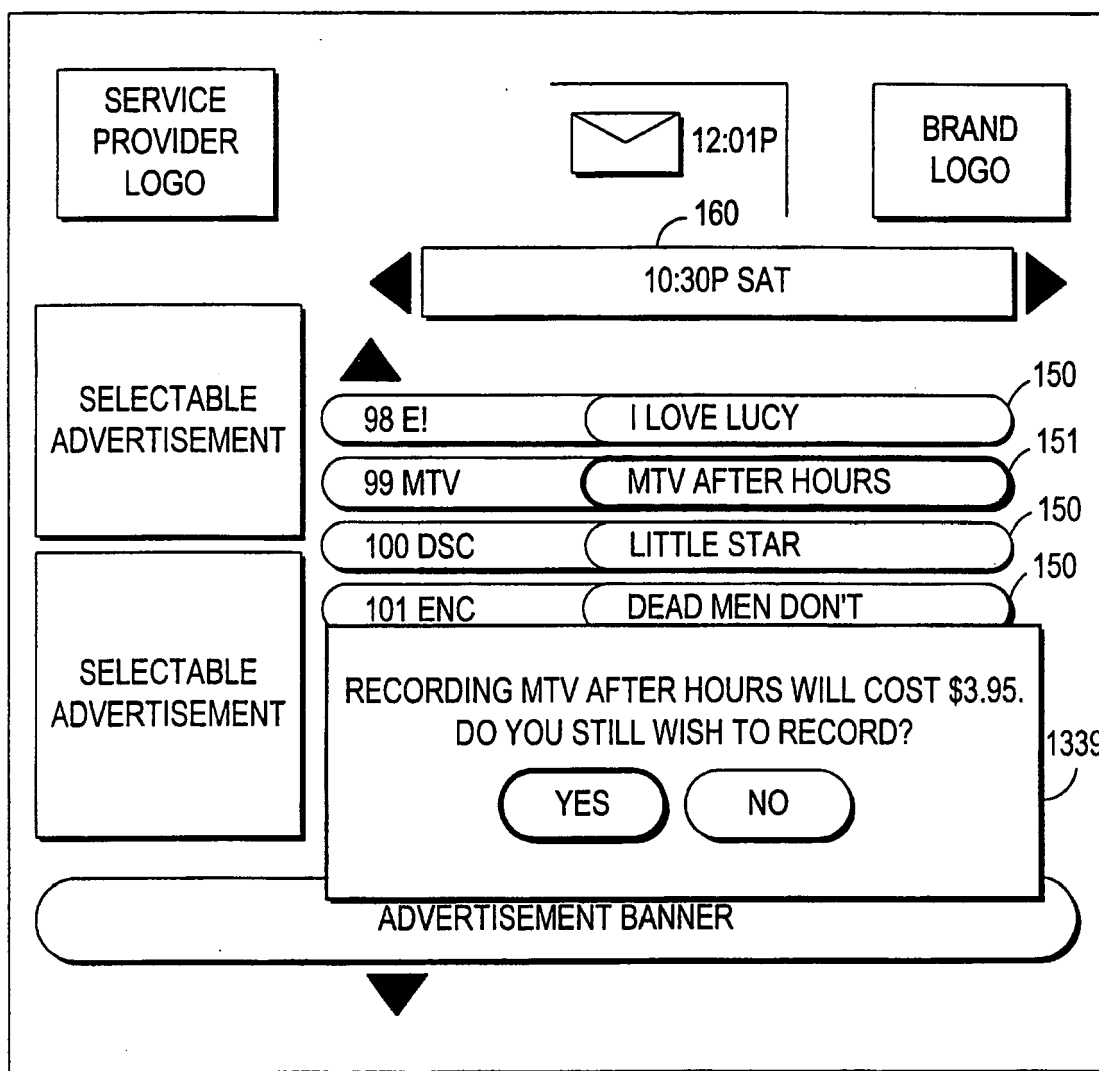 SERVICE
PROVIDER
LOGO
12:01P
BRAND
LOGO
160
10:30P SAT
SELECTABLE
ADVERTISEMENT
98 E! I LOVE LUCY
150
99 MTV MTV AFTER HOURS
151
100 DSC LITTLE STAR
150
101 ENC DEAD MEN DON'T
150
SELECTABLE
ADVERTISEMENT
RECORDING MTV AFTER HOURS WILL COST $3.95.
DO YOU STILL WISH TO RECORD?
1339
YES NO
ADVERTISEMENT BANNER